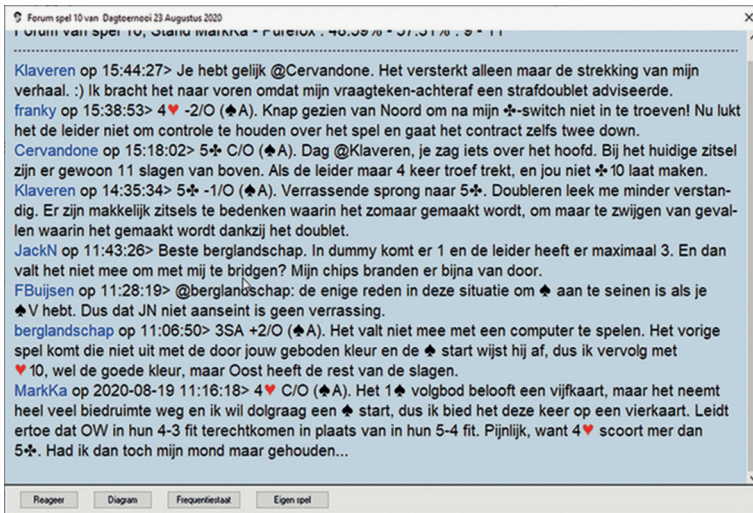 Forum spel 10 van Dagtoernooi 23 Augustus 2020
Forum van spel 10, Stand MarkKa - Purefox : 48.59% - 57.31% : 9 - 11
Klaveren op 15:44:27> Je hebt gelijk @Cervandone. Het versterkt alleen maar de strekking van mijn
verhaal. :) Ik bracht het naar voren omdat mijn vraagteken-achteraf een strafdoublet adviseerde.
franky op 15:38:53> 4♥ -2/O (♠A). Knap gezien van Noord om na mijn ♣-switch niet in te troeven! Nu lukt
het de leider niet om controle te houden over het spel en gaat het contract zelfs twee down.
Cervandone op 15:18:02> 5♣ C/O (♠A). Dag @Klaveren, je zag iets over het hoofd. Bij het huidige zitsel
zijn er gewoon 11 slagen van boven. Als de leider maar 4 keer troef trekt, en jou niet ♣10 laat maken.
Klaveren op 14:35:34> 5♣ -1/O (♠A). Verrassende sprong naar 5♣. Doubleren leek me minder verstan-
dig. Er zijn makkelijk zitsels te bedenken waarin het zomaar gemaakt wordt, om maar te zwijgen van geval-
len waarin het gemaakt wordt dankzij het doublet.
JackN op 11:43:26> Beste berglandschap. In dummy komt er 1 en de leider heeft er maximaal 3. En dan
valt het niet mee om met mij te bridgen? Mijn chips branden er bijna van door.
FBuijsen op 11:28:19> @berglandschap: de enige reden in deze situatie om ♠ aan te seinen is als je
♠V hebt. Dus dat JN niet aanseint is geen verrassing.
berglandschap op 11:06:50> 3SA +2/O (♠A). Het valt niet mee met een computer te spelen. Het vorige
spel komt die niet uit met de door jouw geboden kleur en de ♠ start wijst hij af, dus ik vervolg met
♥10, wel de goede kleur, maar Oost heeft de rest van de slagen.
MarkKa op 2020-08-19 11:16:18> 4♥ C/O (♠A). Het 1♠ volgbod belooft een vijfkaart, maar het neemt
heel veel biedruimte weg en ik wil dolgraag een ♠ start, dus ik bied het deze keer op een vierkaart. Leidt
ertoe dat OW in hun 4-3 fit terechtkomen in plaats van in hun 5-4 fit. Pijnlijk, want 4♥ scoort mer dan
5♣. Had ik dan toch mijn mond maar gehouden...
Reageer Diagram Frequentiestaat Eigen spel